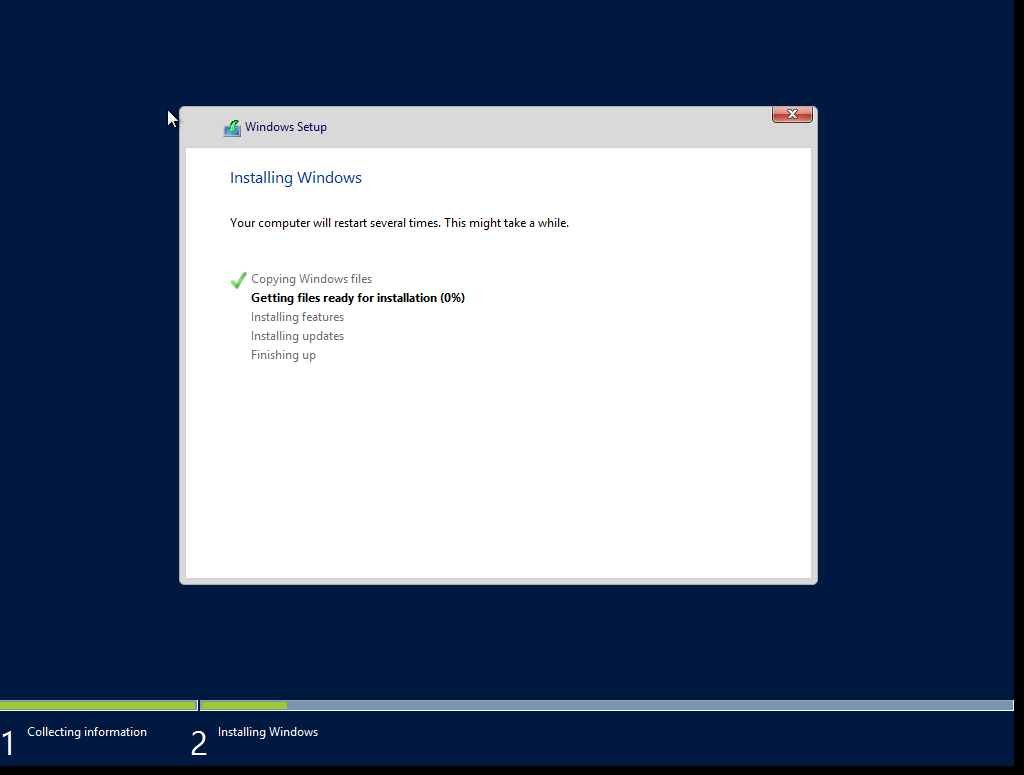 Windows Setup
Installing Windows
Your computer will restart several times. This might take a while.
Copying Windows files
Getting files ready for installation (0%)
Installing features
Installing updates
Finishing up
1 Collecting information
2 Installing Windows